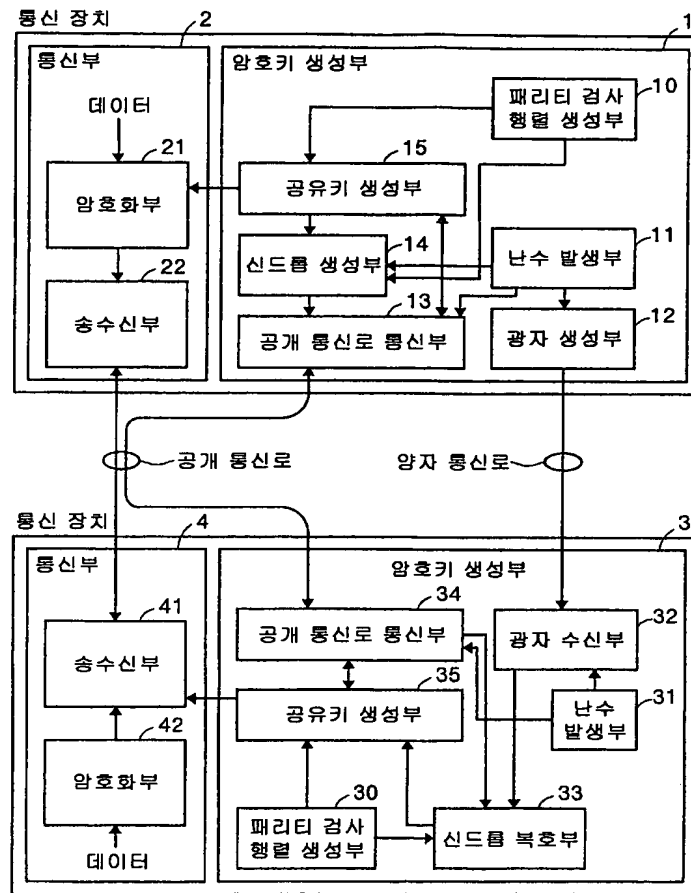 통신 장치
2
1
통신부
암호키 생성부
데이터
패리티 검사
행렬 생성부
10
21
암호화부
15
공유키 생성부
14
신드롬 생성부
11
난수 발생부
22
송수신부
13
공개 통신로 통신부
12
광자 생성부
공개 통신로
양자 통신로
통신 장치
4
3
통신부
암호키 생성부
41
송수신부
34
공개 통신로 통신부
32
광자 수신부
35
공유키 생성부
31
난수
발생부
42
암호화부
30
패리티 검사
행렬 생성부
33
신드롬 복호부
데이터